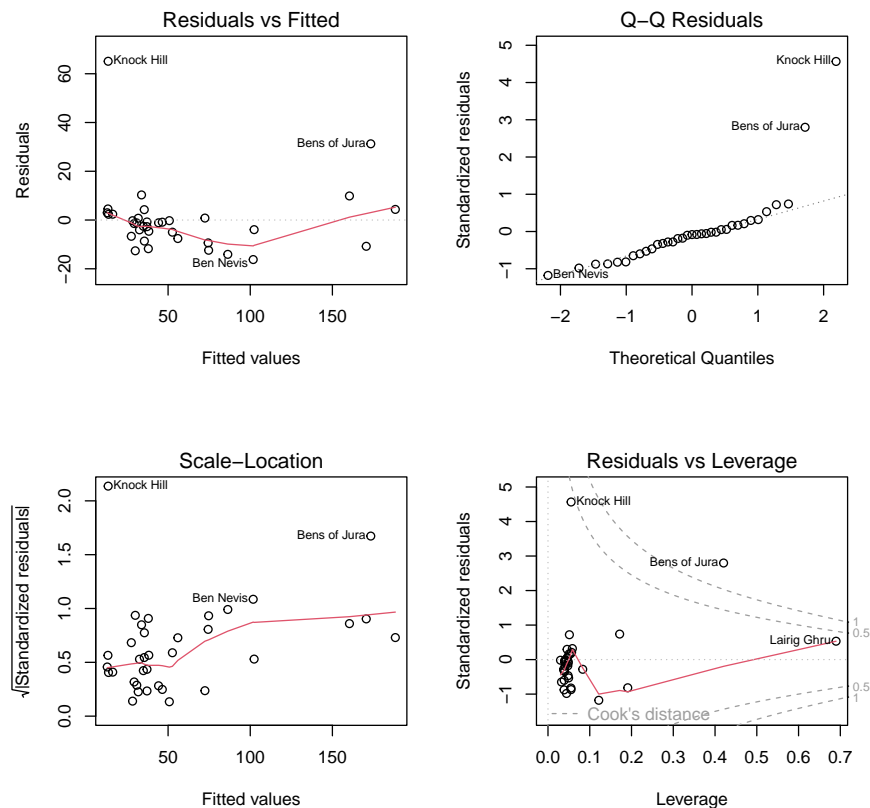 Residuals vs Fitted
Residuals
−20 0 20 40 60
50 100 150
Fitted values
Knock Hill
Bens of Jura
Ben Nevis
Q−Q Residuals
Standardized residuals
−1 0 1 2 3 4 5
−2 −1 0 1 2
Theoretical Quantiles
Knock Hill
Bens of Jura
Ben Nevis
Scale−Location
√|Standardized residuals|
0.0 0.5 1.0 1.5 2.0
50 100 150
Fitted values
Knock Hill
Bens of Jura
Ben Nevis
Residuals vs Leverage
Standardized residuals
−1 0 1 2 3 4 5
0.0 0.1 0.2 0.3 0.4 0.5 0.6 0.7
Leverage
Knock Hill
Bens of Jura
Lairig Ghru
1
0.5
0.5
1
Cook's distance